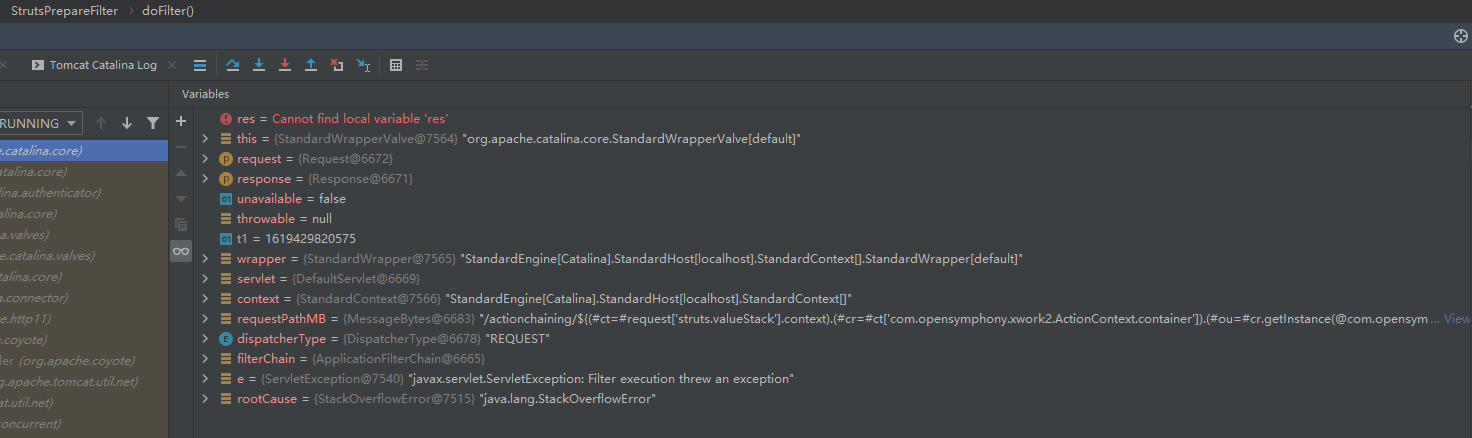 StrutsPrepareFilter › doFilter()
Tomcat Catalina Log
Variables
RUNNING
res = Cannot find local variable 'res'
e.catalina.core)
this = {StandardWrapperValve@7564} "org.apache.catalina.core.StandardWrapperValve[default]"
atalina.core)
request = {Request@6672}
lina.authenticator)
response = {Response@6671}
alina.core)
unavailable = false
a.valves)
throwable = null
e.catalina.valves)
t1 = 1619429820575
atalina.core)
wrapper = {StandardWrapper@7565} "StandardEngine[Catalina].StandardHost[localhost].StandardContext[].StandardWrapper[default]"
servlet = {DefaultServlet@6669}
a.connector)
context = {StandardContext@7566} "StandardEngine[Catalina].StandardHost[localhost].StandardContext[]"
e.http11)
requestPathMB = {MessageBytes@6683} "/actionchaining/${(#ct=#request['struts.valueStack'].context).(#cr=#ct['com.opensymphony.xwork2.ActionContext.container']).(#ou=#cr.getInstance(@com.opensym ... View
.coyote)
dispatcherType = {DispatcherType@6678} "REQUEST"
ler (org.apache.coyote)
filterChain = {ApplicationFilterChain@6665}
g.apache.tomcat.util.net)
e = {ServletException@7540} "javax.servlet.ServletException: Filter execution threw an exception"
at.util.net)
rootCause = {StackOverflowError@7515} "java.lang.StackOverflowError"
oncurrent)